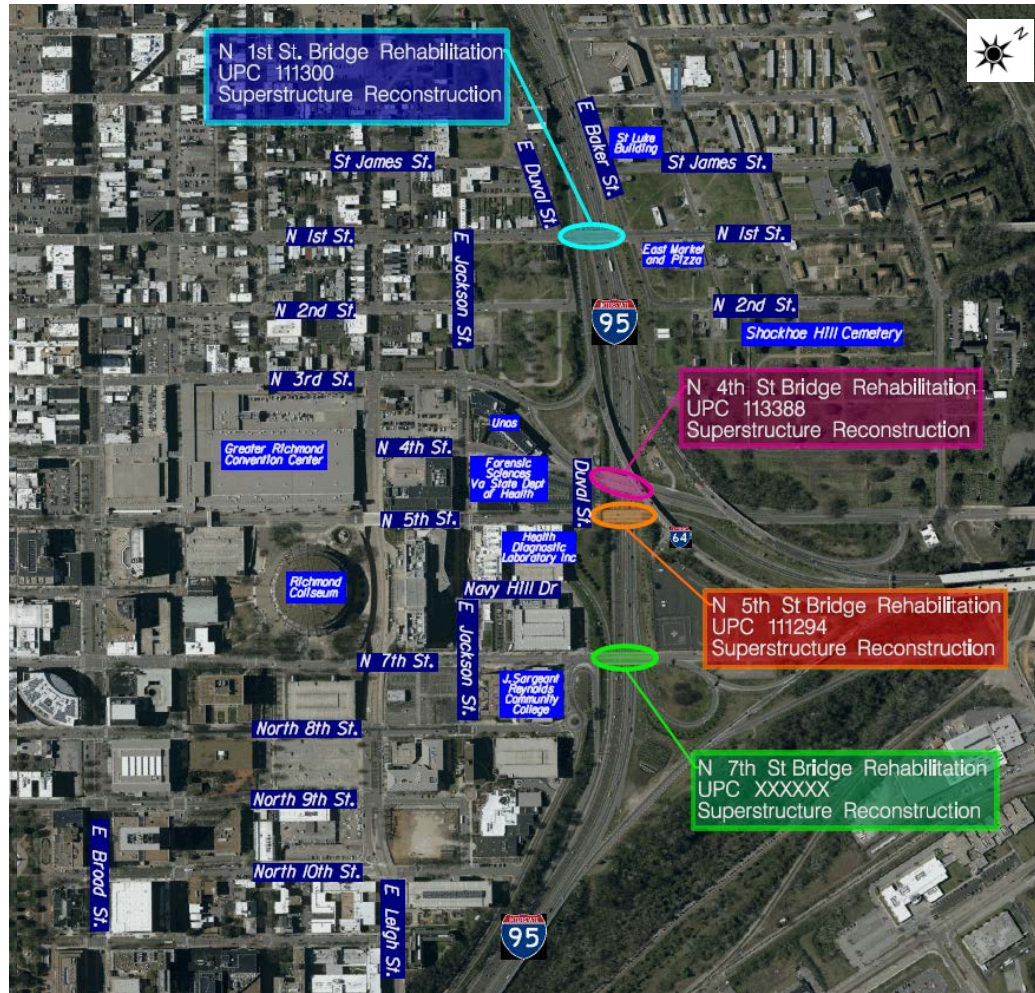 N
N 1st St. Bridge Rehabilitation
UPC 111300
Superstructure Reconstruction
E Baker St.
St Luke
Building
St James St.
E Duval St.
St James St.
N 1st St.
E Jackson St.
N 1st St.
East Market
and Pizza
N 2nd St.
INTERSTATE
95
N 2nd St.
Shockhoe Hill Cemetery
N 3rd St.
N 4th St Bridge Rehabilitation
UPC 113388
Superstructure Reconstruction
Unos
Greater Richmond
Convention Center
N 4th St.
Forensic
Sciences
Va State Dept
of Health
Duval St.
N 5th St.
Health
Diagnostic
Laboratory Inc
64
Richmond
Coliseum
Navy Hill Dr
N 5th St Bridge Rehabilitation
UPC 111294
Superstructure Reconstruction
E Jackson St.
N 7th St.
J. Sargeant
Reynolds
Community
College
North 8th St.
N 7th St Bridge Rehabilitation
UPC XXXXXX
Superstructure Reconstruction
North 9th St.
E Broad St.
North 10th St.
E Leigh St.
INTERSTATE
95